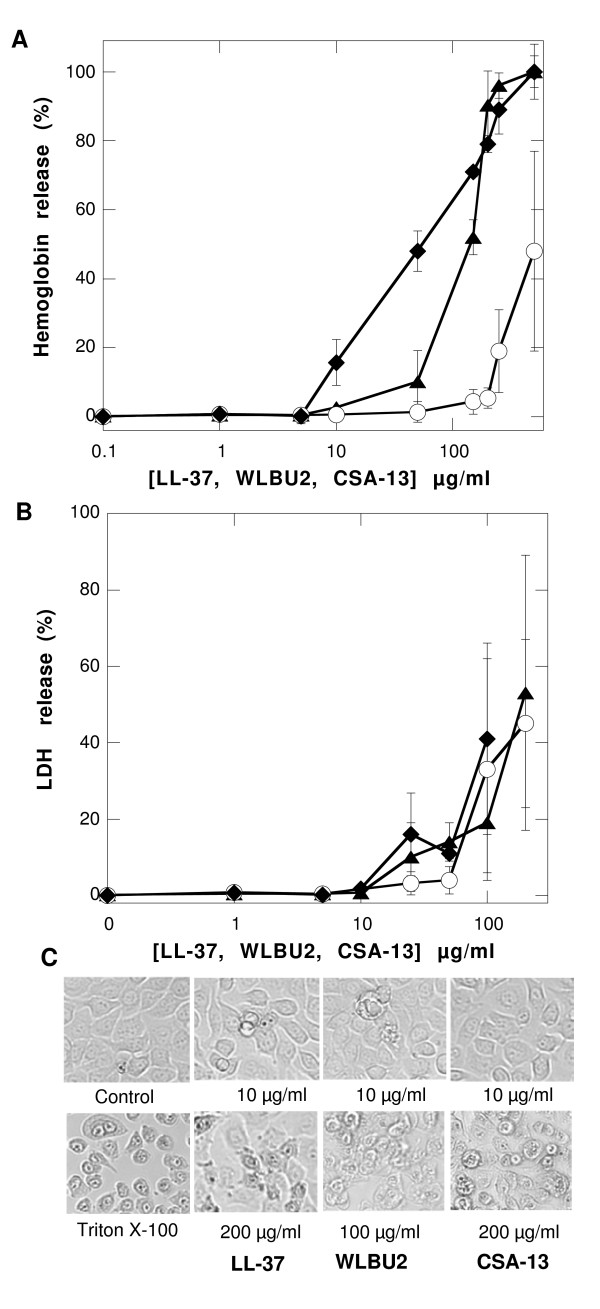 A
Hemoglobin release (%)
100
80
60
40
20
0
0.1 1 10 100
[LL-37, WLBU2, CSA-13] µg/ml
B
LDH release (%)
100
80
60
40
20
0
0 1 10 100
[LL-37, WLBU2, CSA-13] µg/ml
C
Control 10 µg/ml 10 µg/ml 10 µg/ml
Triton X-100 200 µg/ml 100 µg/ml 200 µg/ml
LL-37 WLBU2 CSA-13